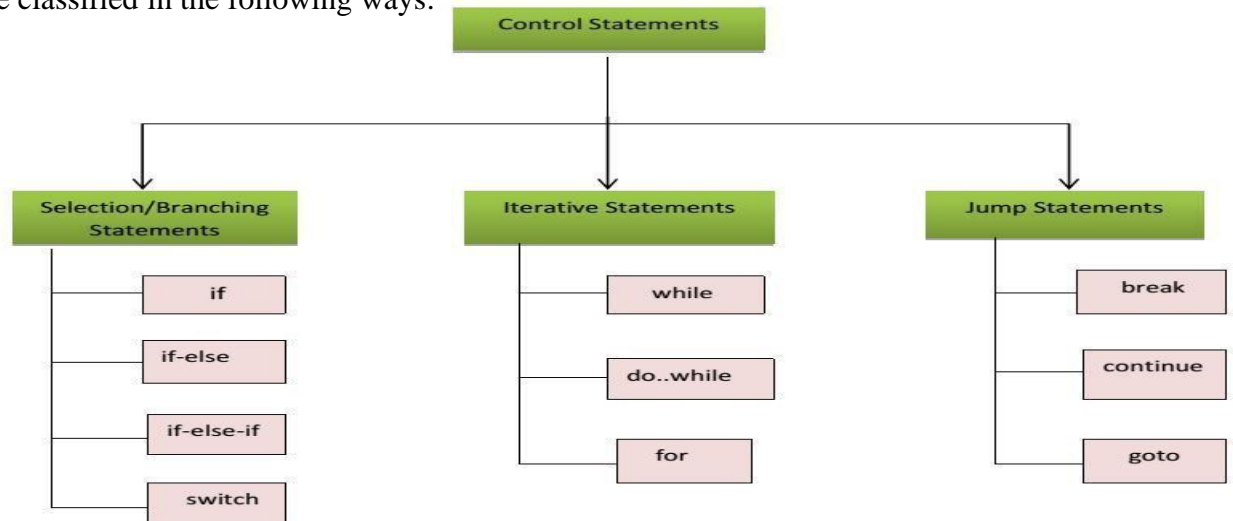 e classified in the following ways:
Control Statements
Selection/Branching
Statements
Iterative Statements
Jump Statements
if
if-else
if-else-if
switch
while
do..while
for
break
continue
goto